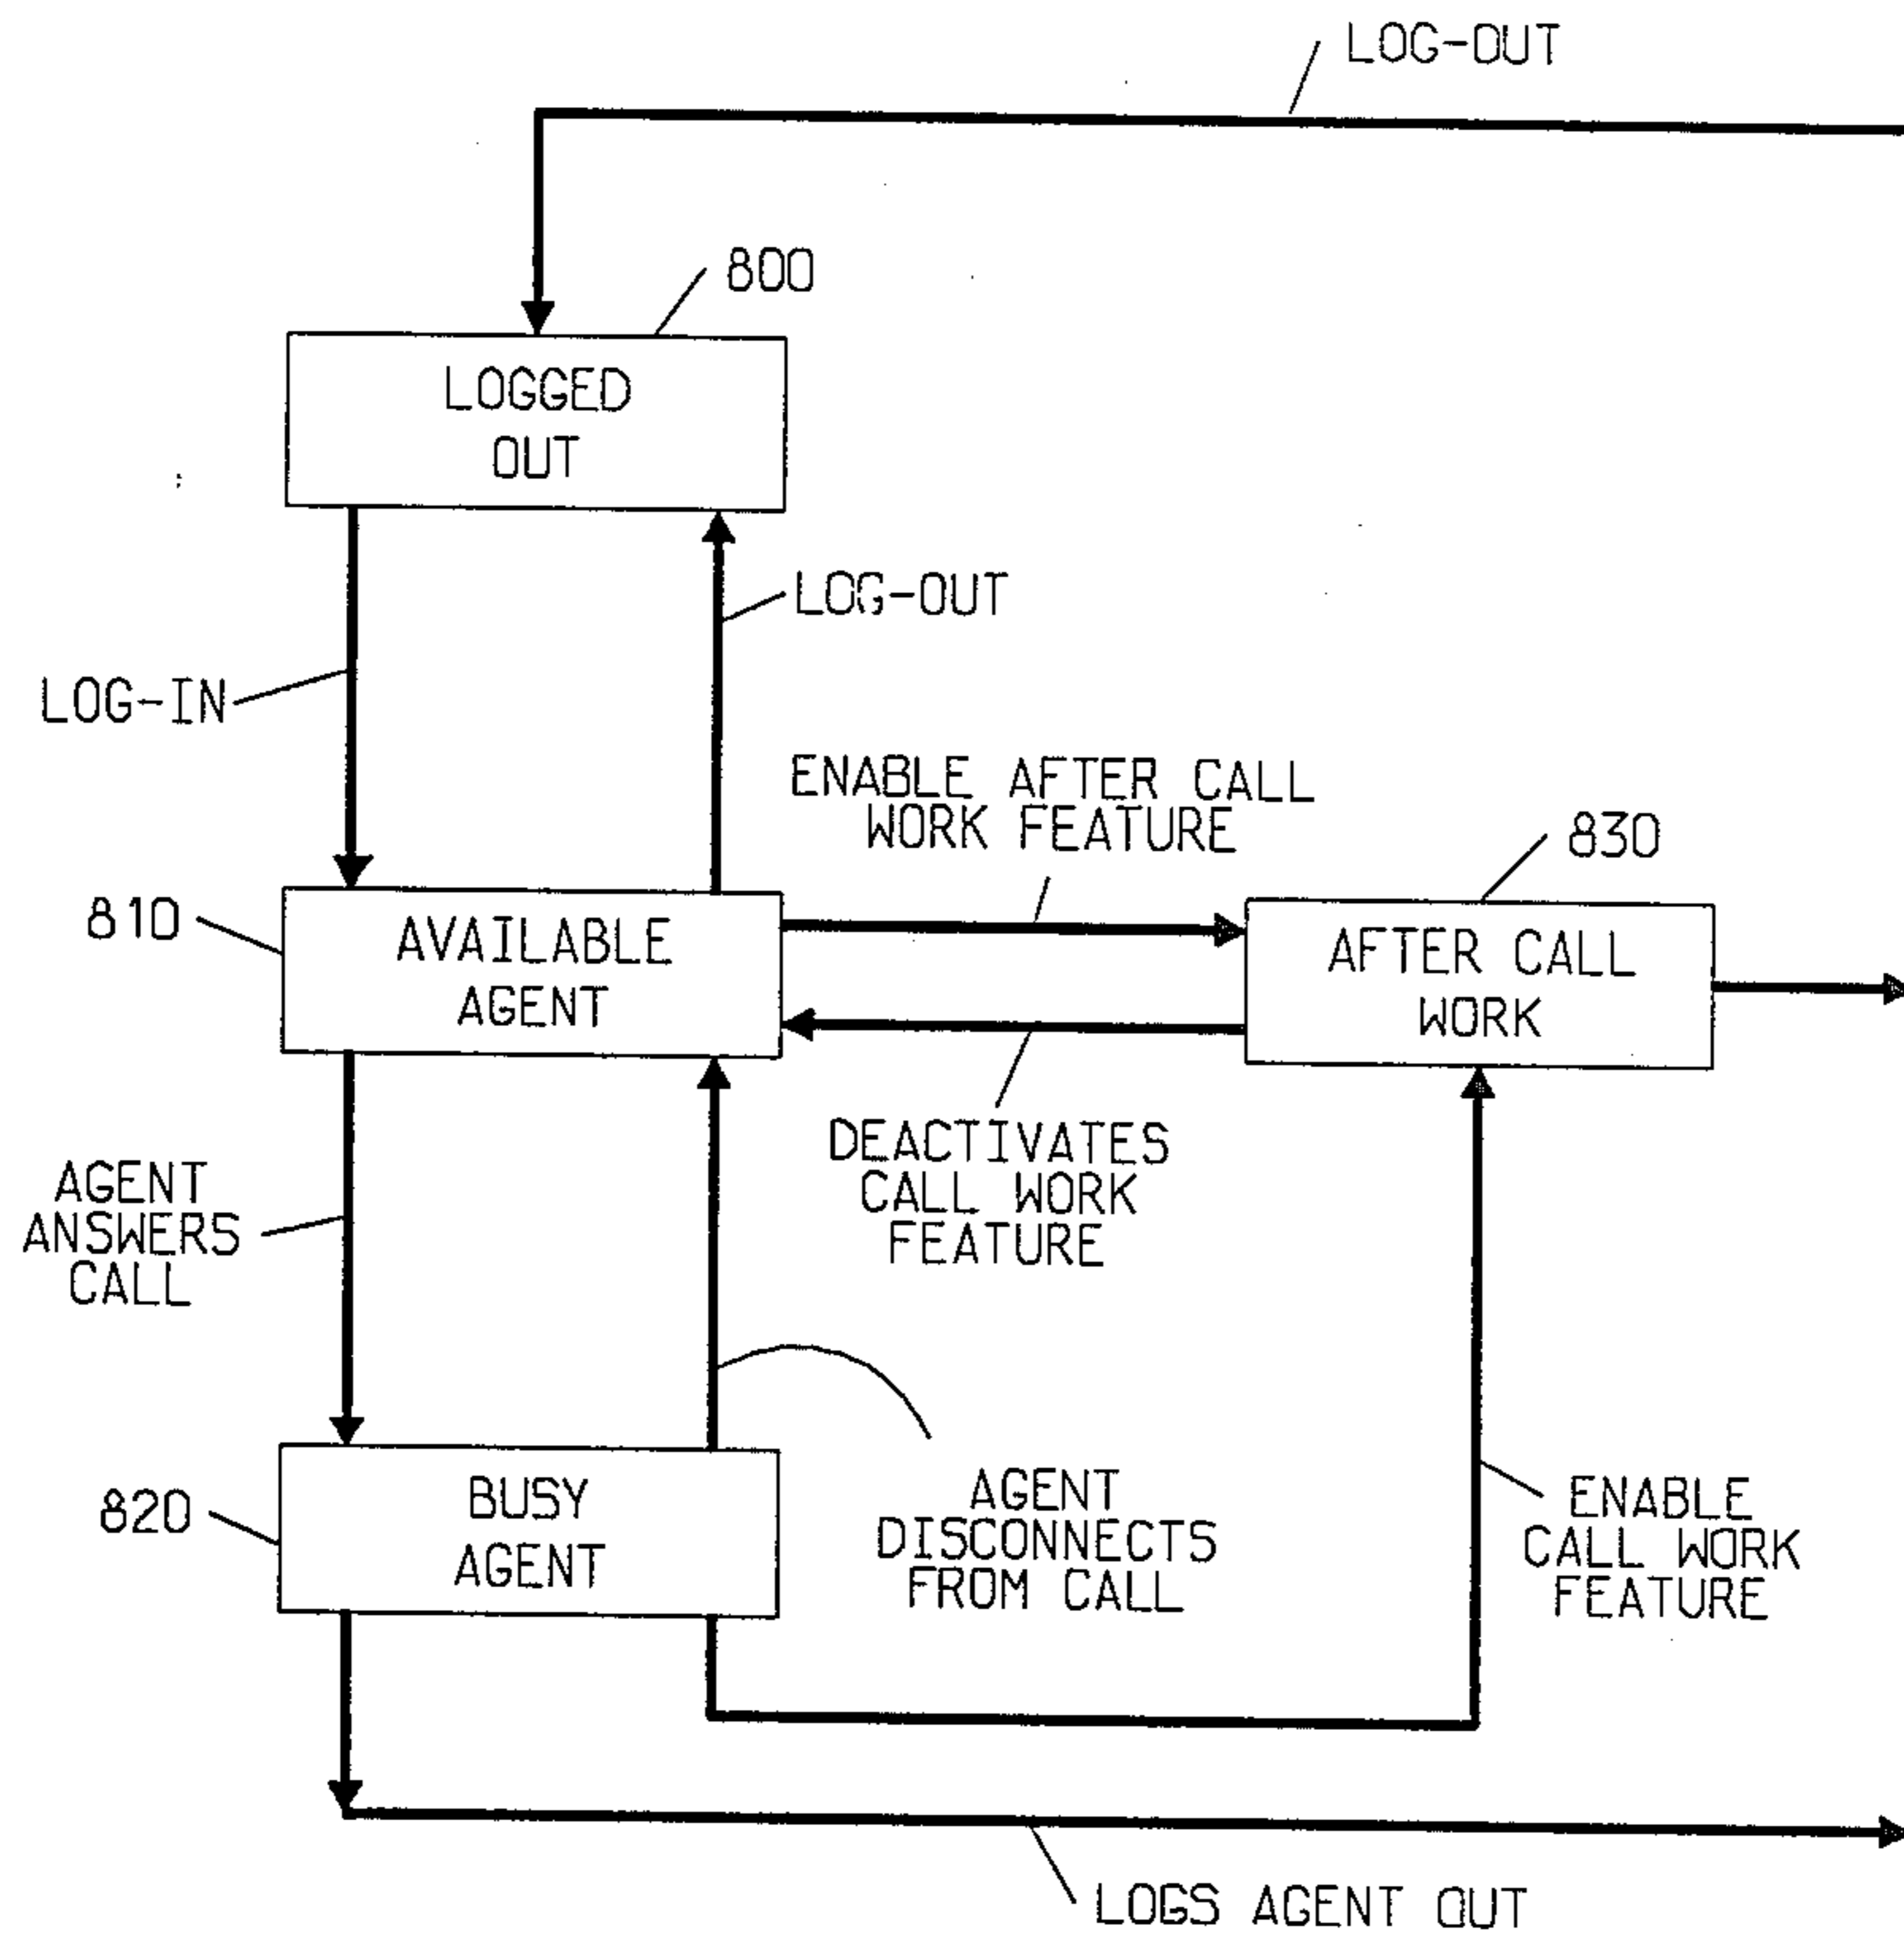 LOG-OUT
800
LOGGED
OUT
LOG-OUT
LOG-IN
ENABLE AFTER CALL
WORK FEATURE
830
810
AVAILABLE
AGENT
AFTER CALL
WORK
DEACTIVATES
CALL WORK
FEATURE
AGENT
ANSWERS
CALL
820
BUSY
AGENT
AGENT
DISCONNECTS
FROM CALL
ENABLE
CALL WORK
FEATURE
LOGS AGENT OUT